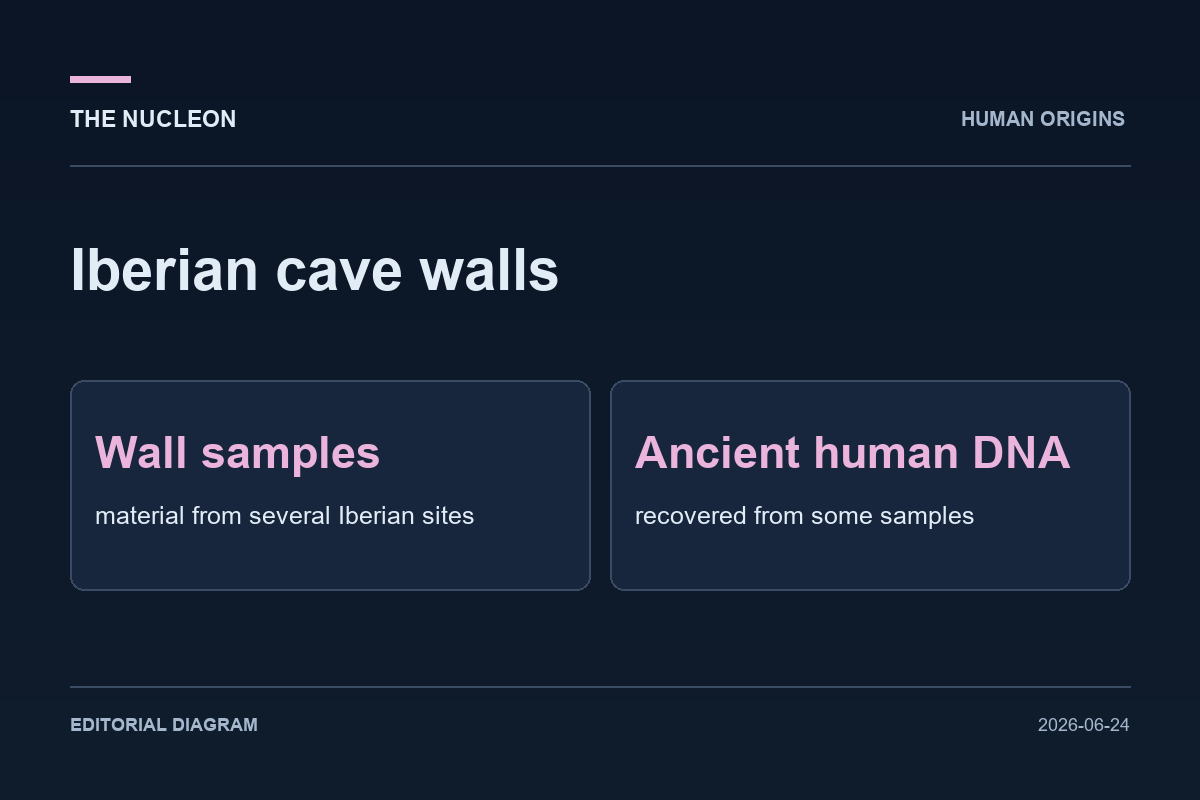 THE NUCLEON
HUMAN ORIGINS
Iberian cave walls
Wall samples
material from several Iberian sites
Ancient human DNA
recovered from some samples
EDITORIAL DIAGRAM
2026-06-24